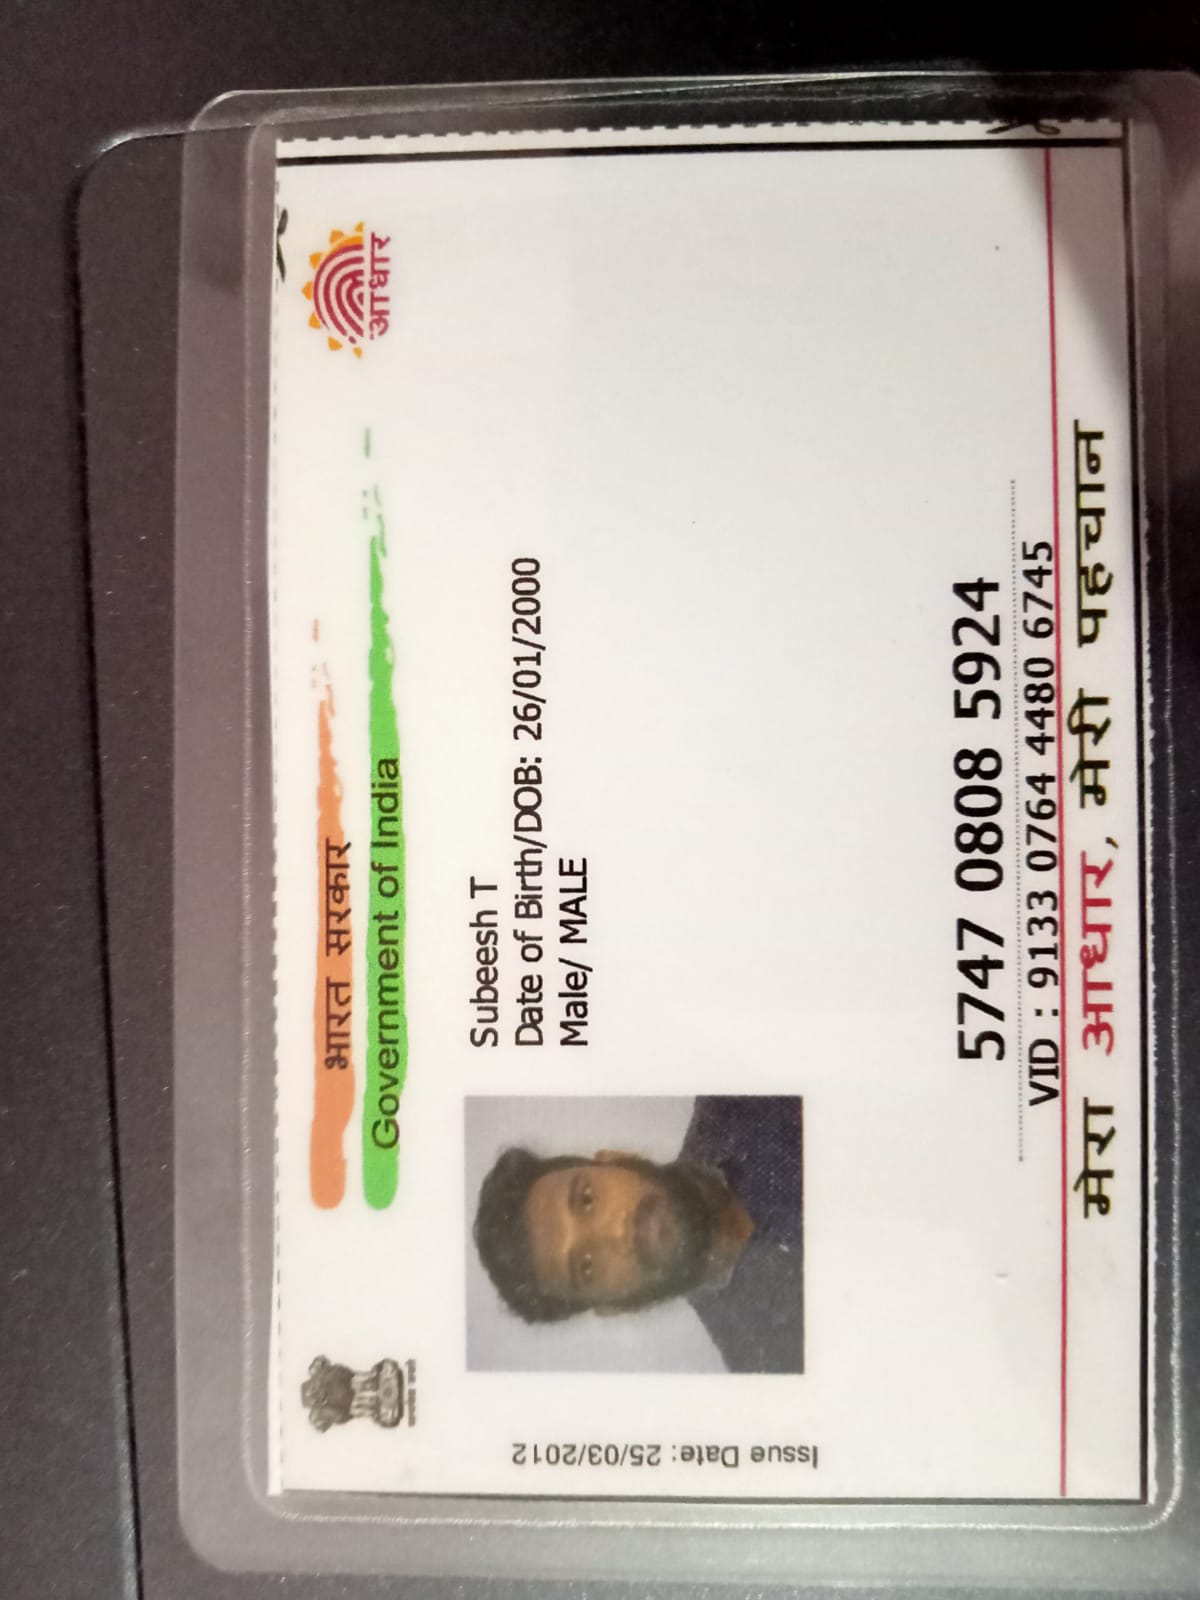 भारत सरकार
Government of India
आधार
Subeesh T
Date of Birth/DOB: 26/01/2000
Male/ MALE
Issue Date: 25/03/2012
5747 0808 5924
VID : 9133 0764 4480 6745
मेरा आधार, मेरी पहचान